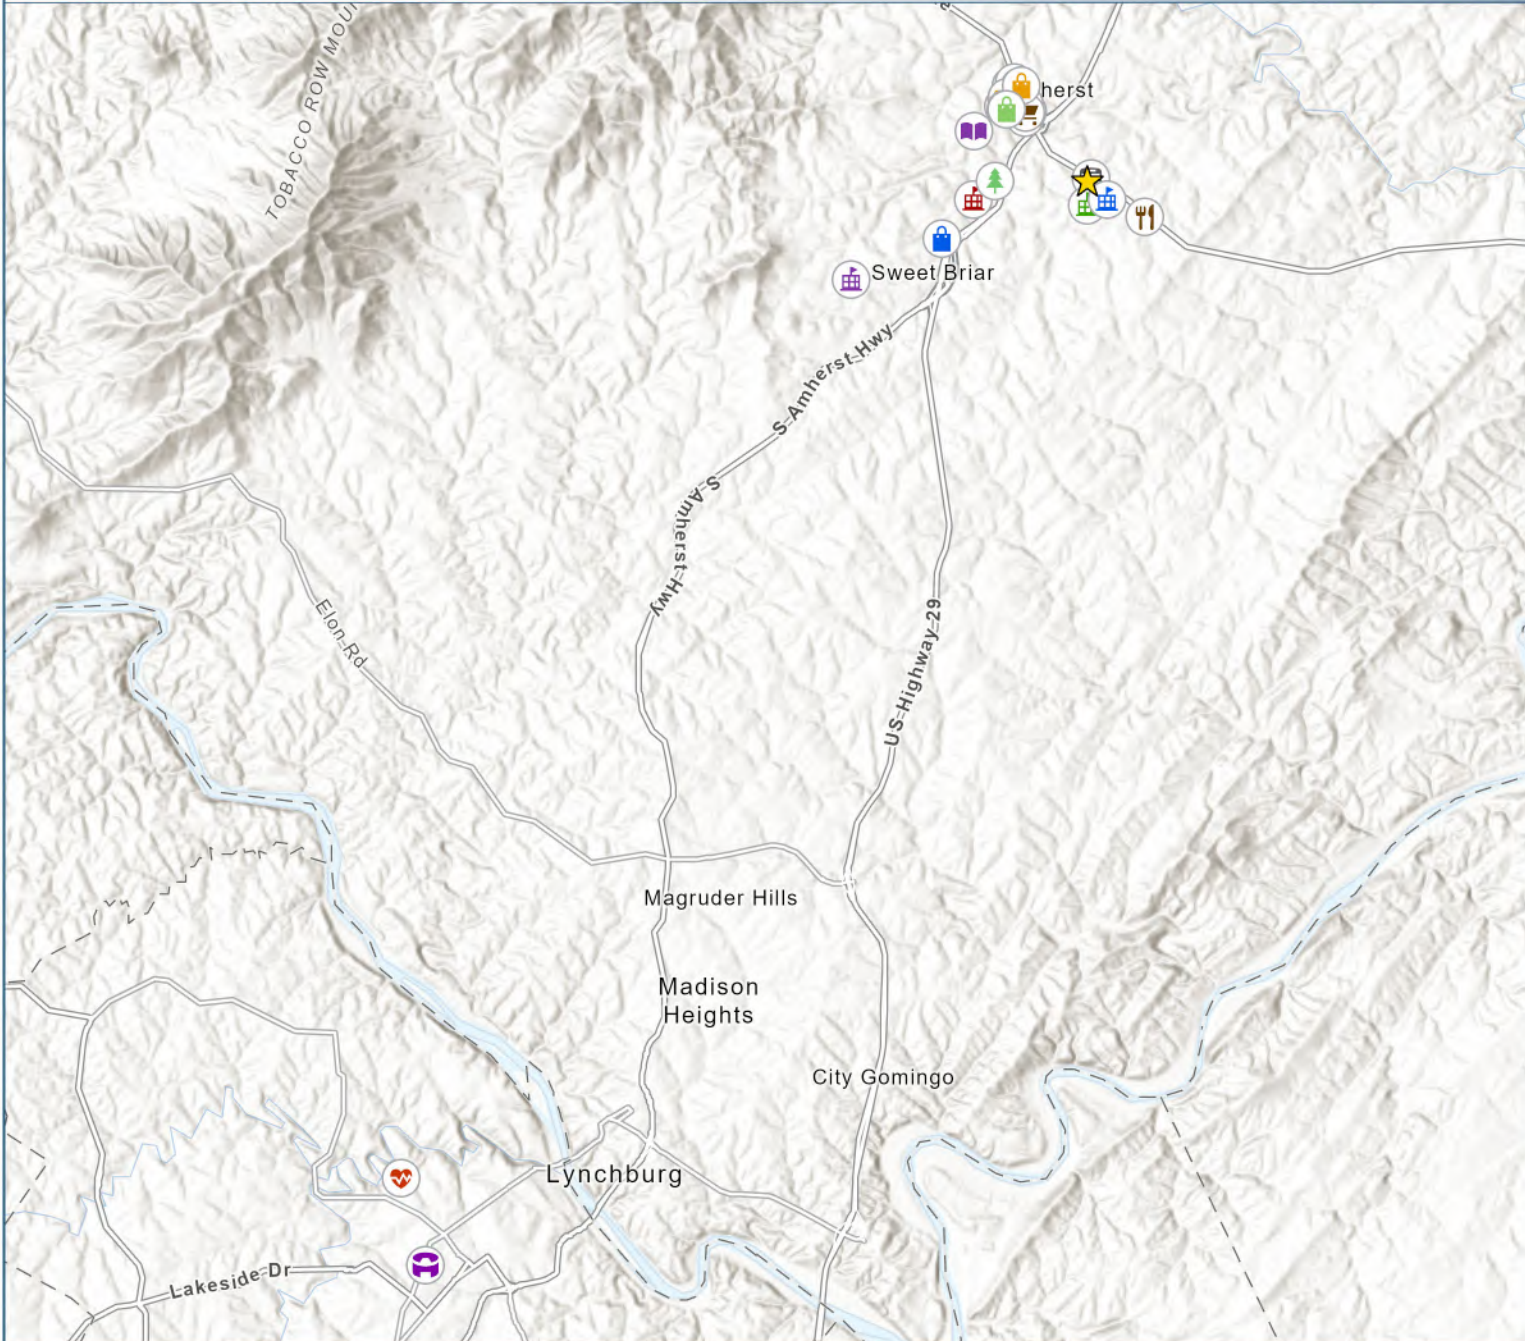 TOBACCO ROW MOU
herst
Sweet Briar
S Amherst Hwy
S Amherst Hwy
Elon Rd
US Highway 29
Magruder Hills
Madison
Heights
City Gomingo
Lynchburg
Lakeside Dr